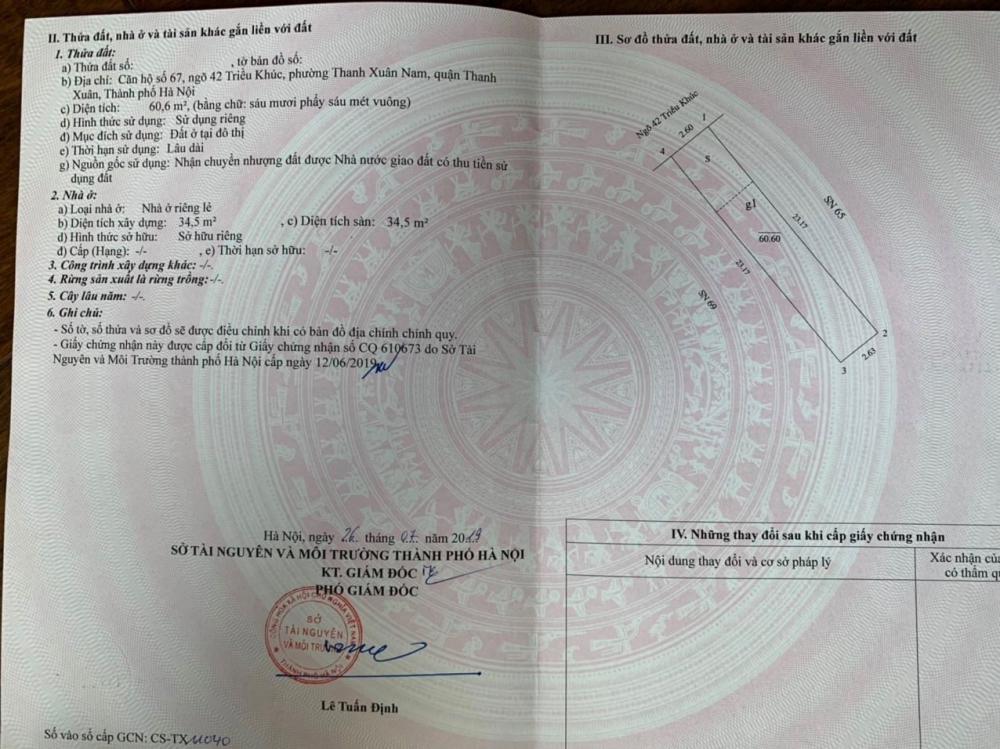 II. Thửa đất, nhà ở và tài sản khác gắn liền với đất
1. Thửa đất:
a) Thửa đất số: , tờ bản đồ số:
b) Địa chỉ: Căn hộ số 67, ngõ 42 Triều Khúc, phường Thanh Xuân Nam, quận Thanh
Xuân, Thành phố Hà Nội
c) Diện tích: 60,6 m², (bằng chữ: sáu mươi phẩy sáu mét vuông)
d) Hình thức sử dụng: Sử dụng riêng
đ) Mục đích sử dụng: Đất ở tại đô thị
e) Thời hạn sử dụng: Lâu dài
g) Nguồn gốc sử dụng: Nhận chuyển nhượng đất được Nhà nước giao đất có thu tiền sử
dụng đất
2. Nhà ở:
a) Loại nhà ở: Nhà ở riêng lẻ
b) Diện tích xây dựng: 34,5 m² , c) Diện tích sàn: 34,5 m²
d) Hình thức sở hữu: Sở hữu riêng
đ) Cấp (Hạng): -/- , e) Thời hạn sở hữu: -/-
3. Công trình xây dựng khác: -/-.
4. Rừng sản xuất là rừng trồng:-/-.
5. Cây lâu năm: -/-.
6. Ghi chú:
- Số tờ, số thửa và sơ đồ sẽ được điều chỉnh khi có bản đồ địa chính chính quy.
- Giấy chứng nhận này được cấp đổi từ Giấy chứng nhận số CQ 610673 do Sở Tài
Nguyên và Môi Trường thành phố Hà Nội cấp ngày 12/06/2019
Hà Nội, ngày 26 tháng 07 năm 2019
SỞ TÀI NGUYÊN VÀ MÔI TRƯỜNG THÀNH PHỐ HÀ NỘI
KT. GIÁM ĐỐC
PHÓ GIÁM ĐỐC
CỘNG HÒA XÃ HỘI CHỦ NGHĨA VIỆT NAM
SỞ
TÀI NGUYÊN
VÀ MÔI TRƯỜNG
THÀNH PHỐ HÀ NỘI
Lê Tuấn Định
Số vào sổ cấp GCN: CS-TX 11040
III. Sơ đồ thửa đất, nhà ở và tài sản khác gắn liền với đất
Ngõ 42 Triều Khúc
2.60
1
4
s
g1
SN 65
23.17
60.60
23.17
SN 69
2
2.63
3
IV. Những thay đổi sau khi cấp giấy chứng nhận
Nội dung thay đổi và cơ sở pháp lý
Xác nhận của
có thẩm qu